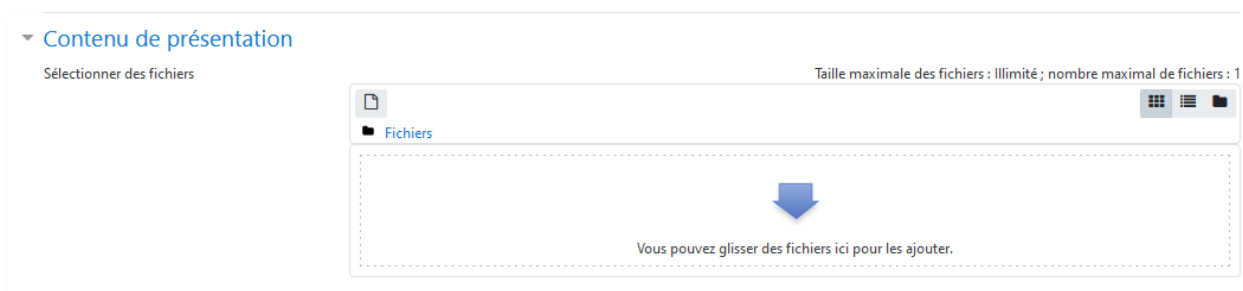 Contenu de présentation
Sélectionner des fichiers
Taille maximale des fichiers : Illimité ; nombre maximal de fichiers : 1
Fichiers
Vous pouvez glisser des fichiers ici pour les ajouter.